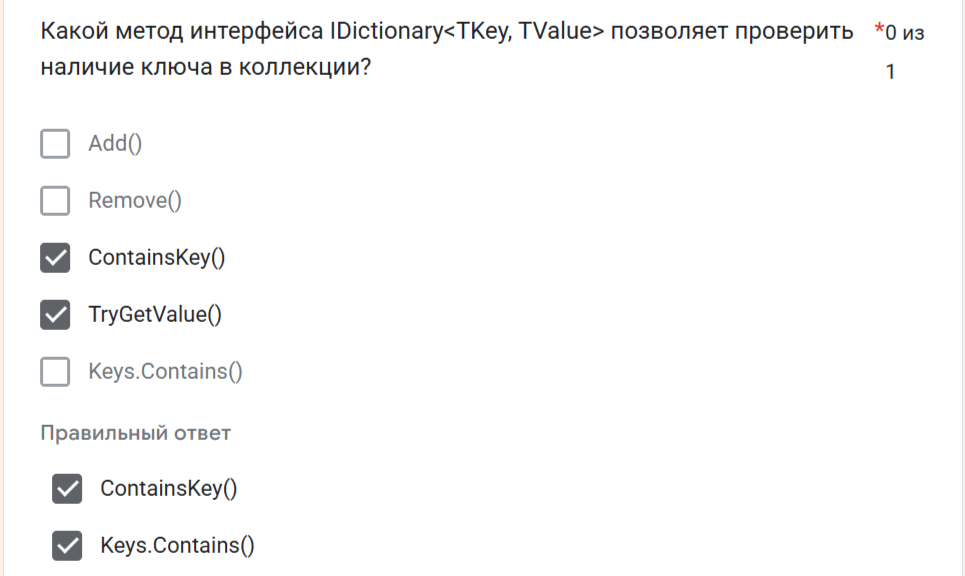 Какой метод интерфейса IDictionary<TKey, TValue> позволяет проверить *0 из
наличие ключа в коллекции? 1
Add()
Remove()
ContainsKey()
TryGetValue()
Keys.Contains()
Правильный ответ
ContainsKey()
Keys.Contains()